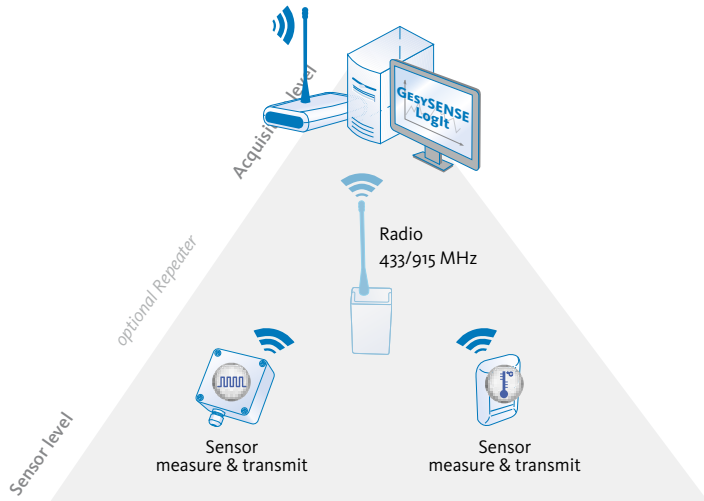 Acquisition level
GESYSENSE
LogIt
Radio
433/915 MHz
optional Repeater
°C
Sensor
measure & transmit
Sensor
measure & transmit
Sensor level